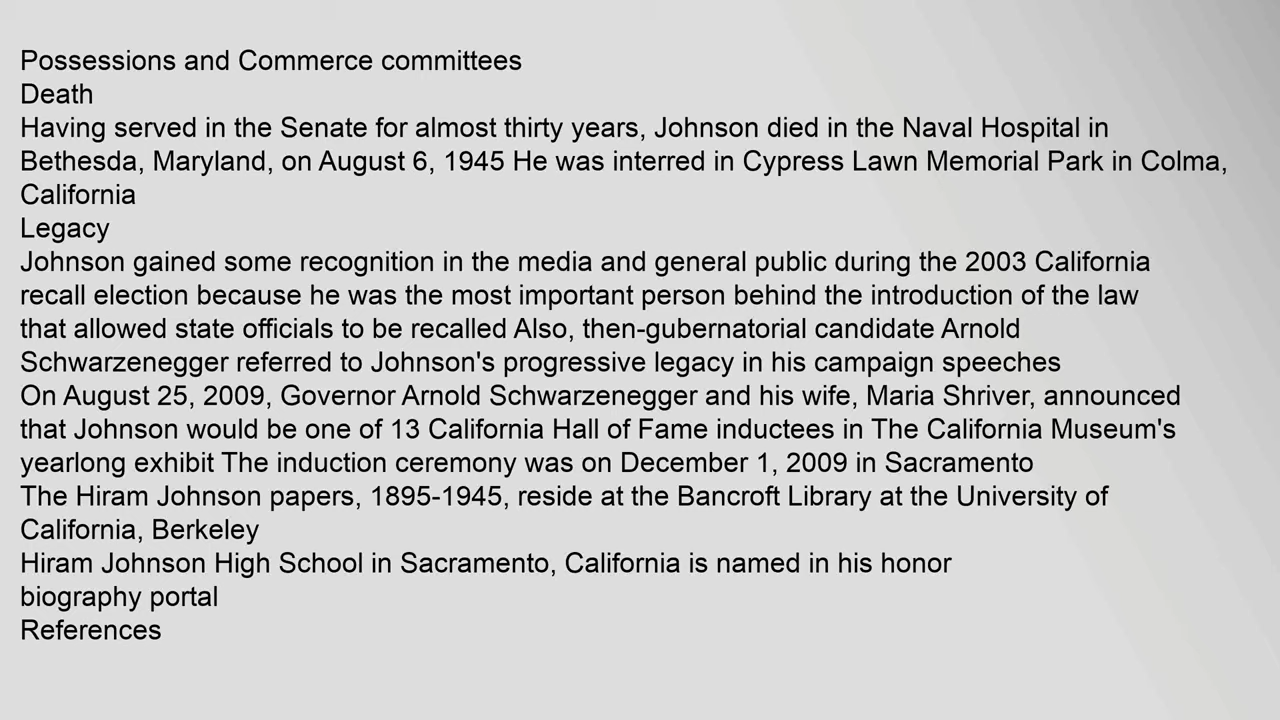 Possessions and Commerce committees
Death
Having served in the Senate for almost thirty years, Johnson died in the Naval Hospital in
Bethesda, Maryland, on August 6, 1945 He was interred in Cypress Lawn Memorial Park in Colma,
California
Legacy
Johnson gained some recognition in the media and general public during the 2003 California
recall election because he was the most important person behind the introduction of the law
that allowed state officials to be recalled Also, then-gubernatorial candidate Arnold
Schwarzenegger referred to Johnson's progressive legacy in his campaign speeches
On August 25, 2009, Governor Arnold Schwarzenegger and his wife, Maria Shriver, announced
that Johnson would be one of 13 California Hall of Fame inductees in The California Museum's
yearlong exhibit The induction ceremony was on December 1, 2009 in Sacramento
The Hiram Johnson papers, 1895-1945, reside at the Bancroft Library at the University of
California, Berkeley
Hiram Johnson High School in Sacramento, California is named in his honor
biography portal
References